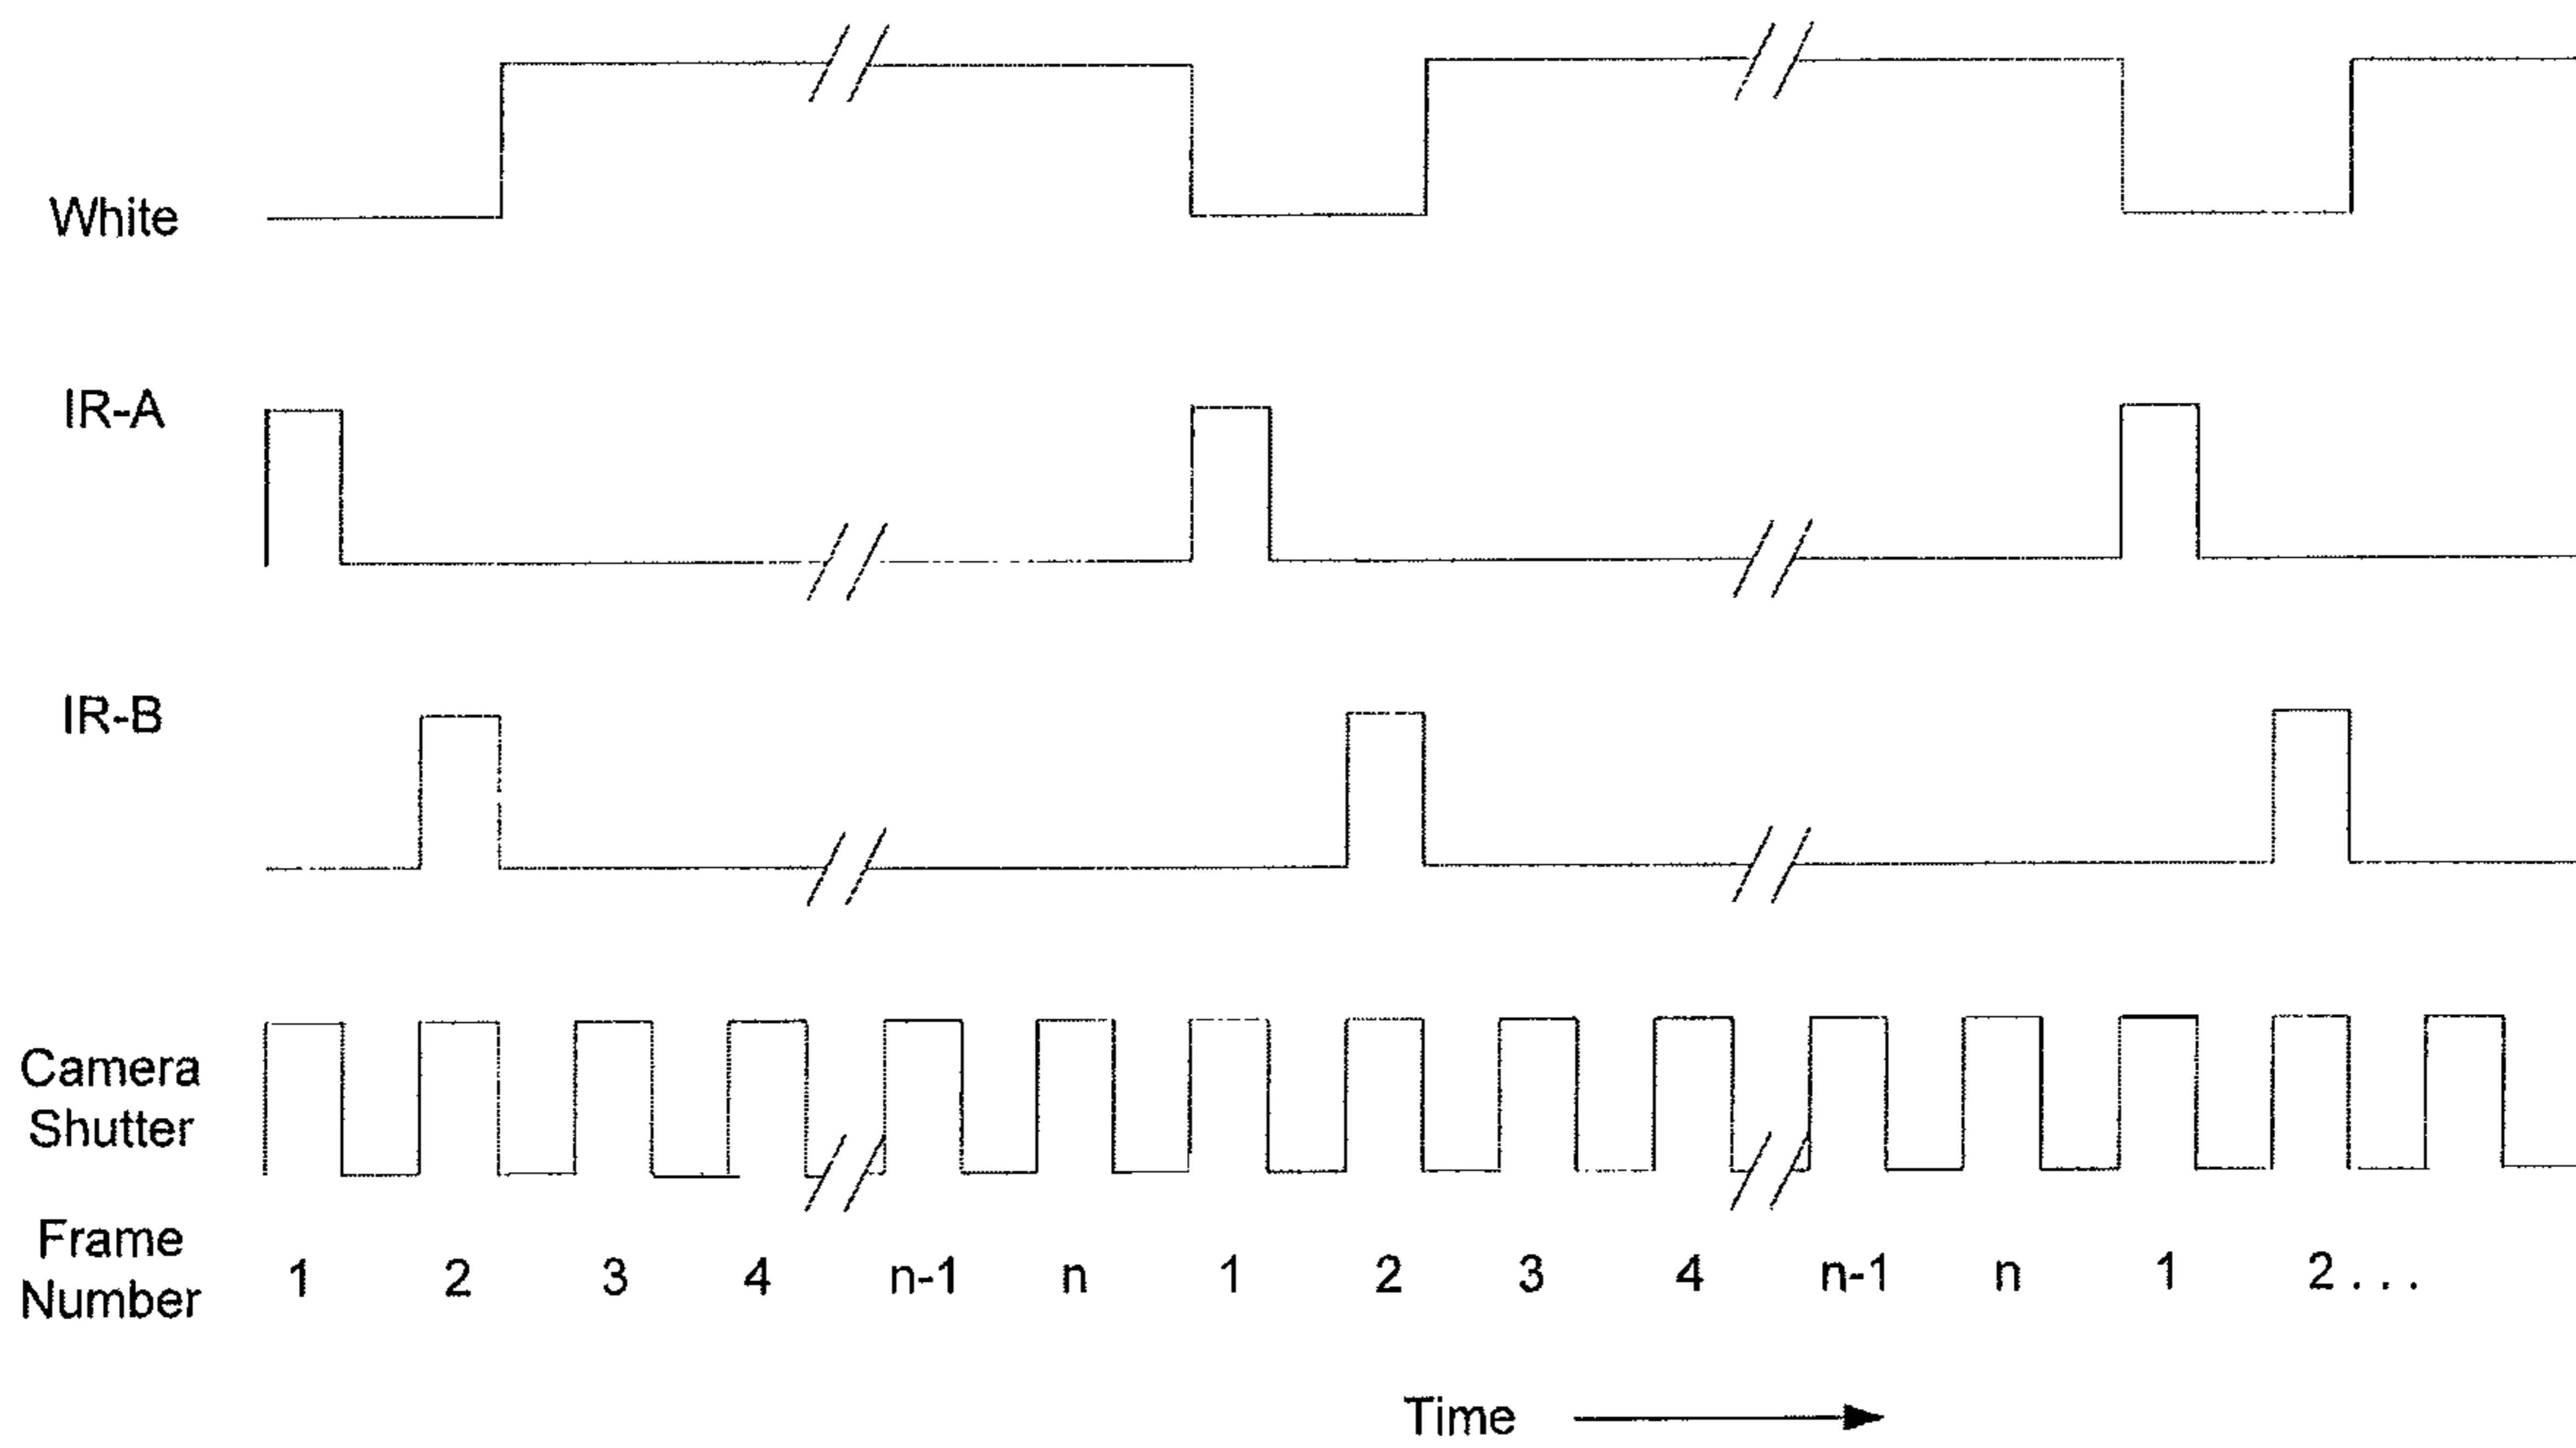 White
IR-A
IR-B
Camera
Shutter
Frame
Number
1 2 3 4 n-1 n 1 2 3 4 n-1 n 1 2 . . .
Time